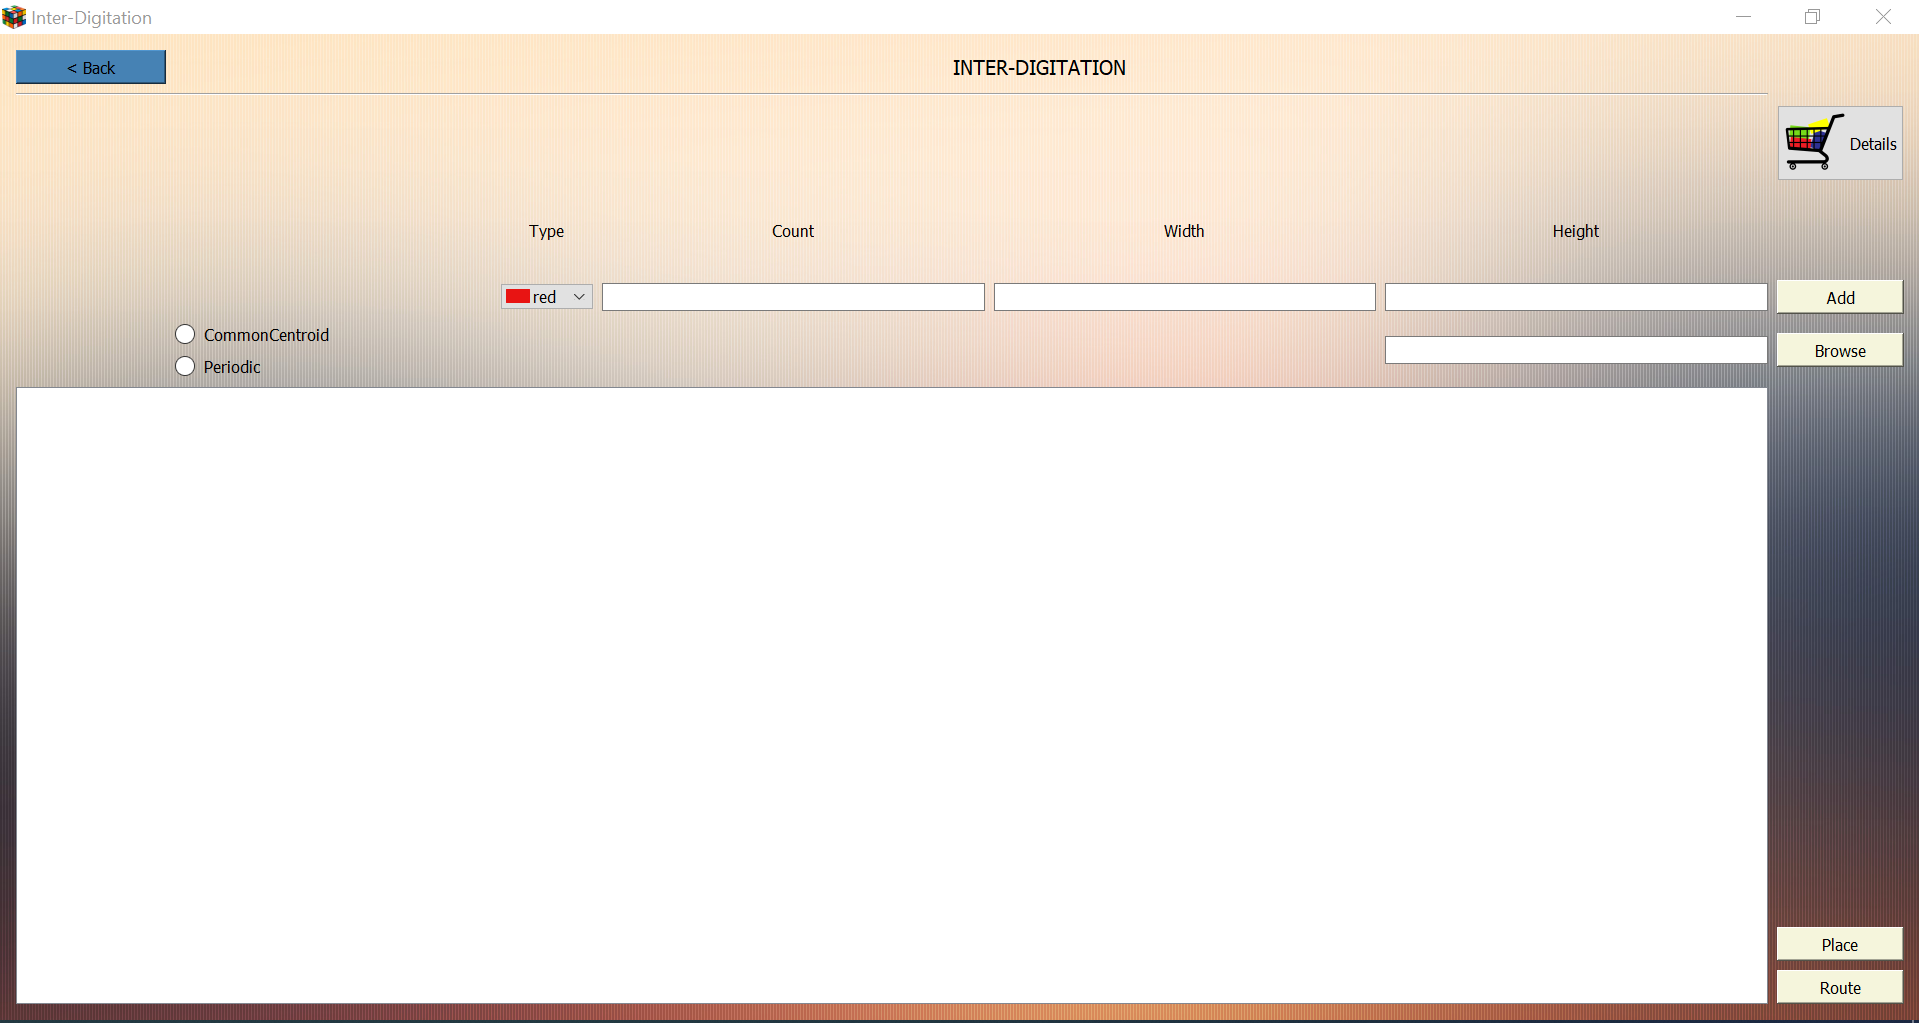 Inter-Digitation
< Back
INTER-DIGITATION
Details
Type Count Width Height
red
Add
CommonCentroid
Browse
Periodic
Place
Route